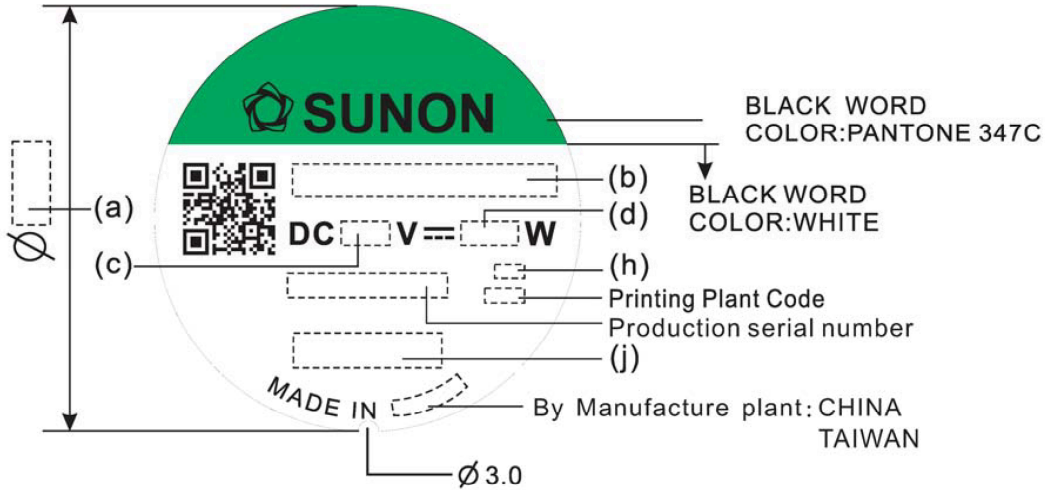 SUNON
BLACK WORD
COLOR:PANTONE 347C
(b)
BLACK WORD
COLOR:WHITE
(a)
Ø
(d)
DC V W
(c)
(h)
Printing Plant Code
Production serial number
(j)
MADE IN
By Manufacture plant: CHINA
TAIWAN
Ø 3.0